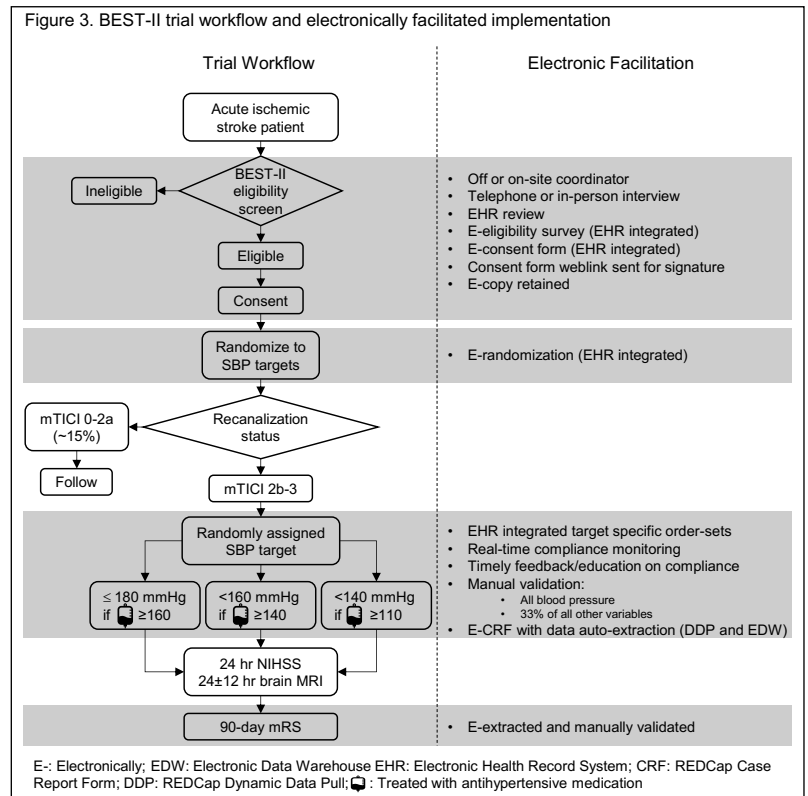 Figure 3. BEST-II trial workflow and electronically facilitated implementation
Trial Workflow
Electronic Facilitation
Acute ischemic
stroke patient
BEST-II
eligibility
screen
Ineligible
Eligible
Consent
• Off or on-site coordinator
• Telephone or in-person interview
• EHR review
• E-eligibility survey (EHR integrated)
• E-consent form (EHR integrated)
• Consent form weblink sent for signature
• E-copy retained
Randomize to
SBP targets
• E-randomization (EHR integrated)
Recanalization
status
mTICI 0-2a
(~15%)
Follow
mTICI 2b-3
Randomly assigned
SBP target
≤ 180 mmHg
if ≥160
<160 mmHg
if ≥140
<140 mmHg
if ≥110
• EHR integrated target specific order-sets
• Real-time compliance monitoring
• Timely feedback/education on compliance
• Manual validation:
• All blood pressure
• 33% of all other variables
• E-CRF with data auto-extraction (DDP and EDW)
24 hr NIHSS
24±12 hr brain MRI
90-day mRS
• E-extracted and manually validated
E-: Electronically; EDW: Electronic Data Warehouse EHR: Electronic Health Record System; CRF: REDCap Case
Report Form; DDP: REDCap Dynamic Data Pull; : Treated with antihypertensive medication